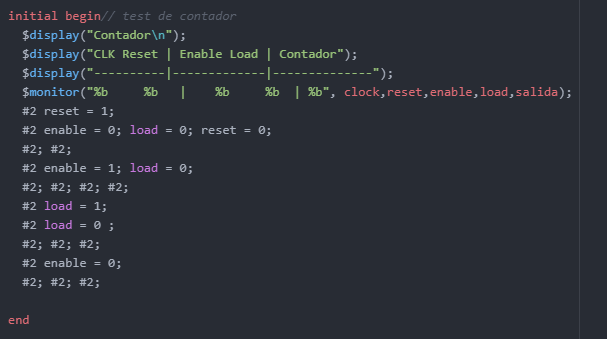 initial begin// test de contador
$display("Contador\n");
$display("CLK Reset | Enable Load | Contador");
$display("----------|-------------|--------------");
$monitor("%b     %b   |    %b     %b  | %b", clock,reset,enable,load,salida);
#2 reset = 1;
#2 enable = 0; load = 0; reset = 0;
#2; #2;
#2 enable = 1; load = 0;
#2; #2; #2; #2;
#2 load = 1;
#2 load = 0 ;
#2; #2; #2;
#2 enable = 0;
#2; #2; #2;
end